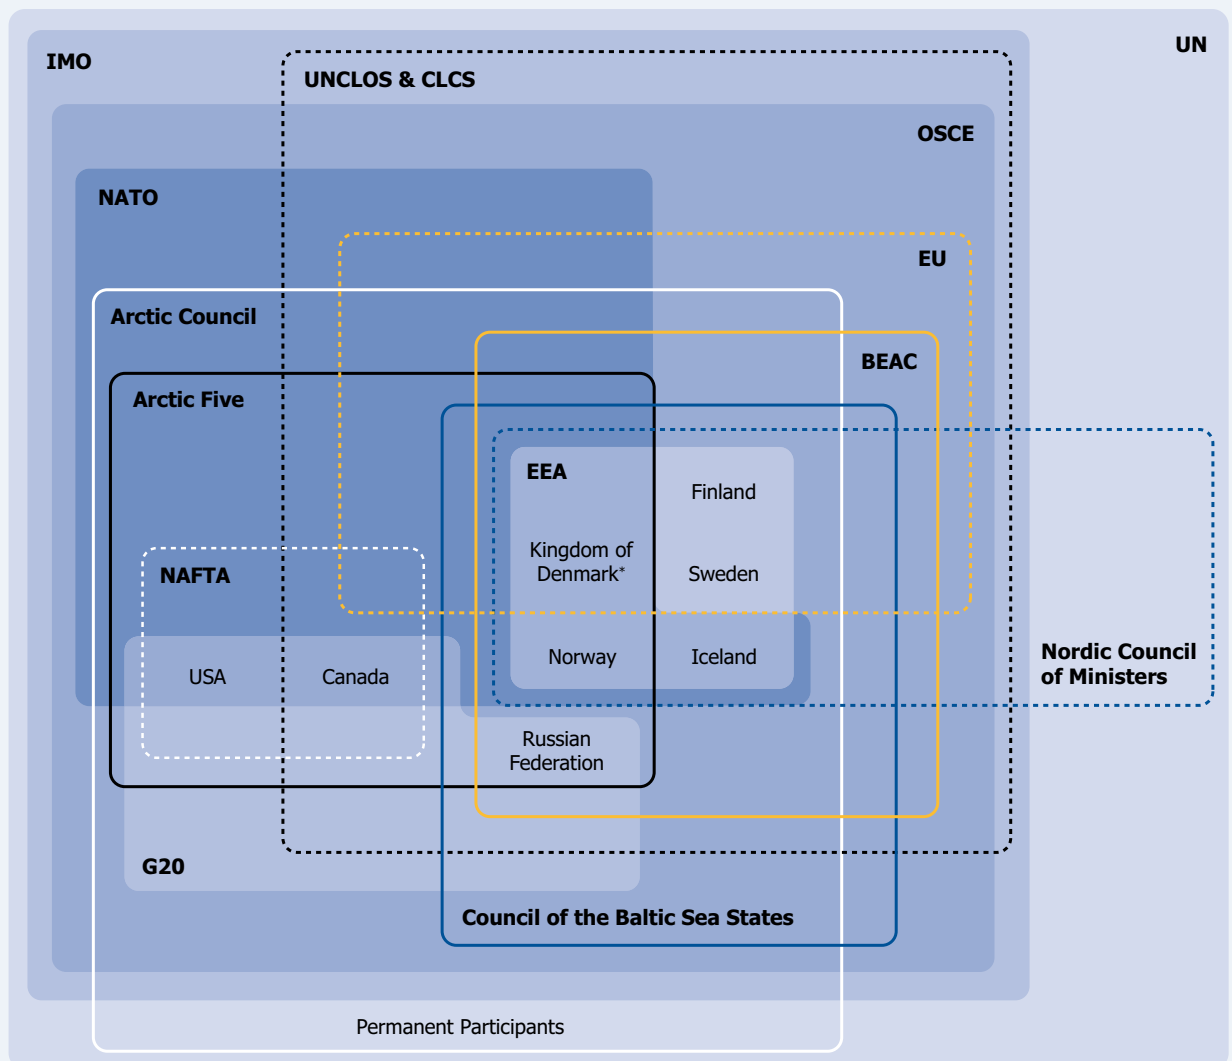 UN
IMO
UNCLOS & CLCS
OSCE
NATO
EU
Arctic Council
BEAC
Arctic Five
EEA
Finland
Kingdom of
Denmark*
Sweden
NAFTA
Norway
Iceland
Nordic Council
of Ministers
USA
Canada
Russian
Federation
G20
Council of the Baltic Sea States
Permanent Participants